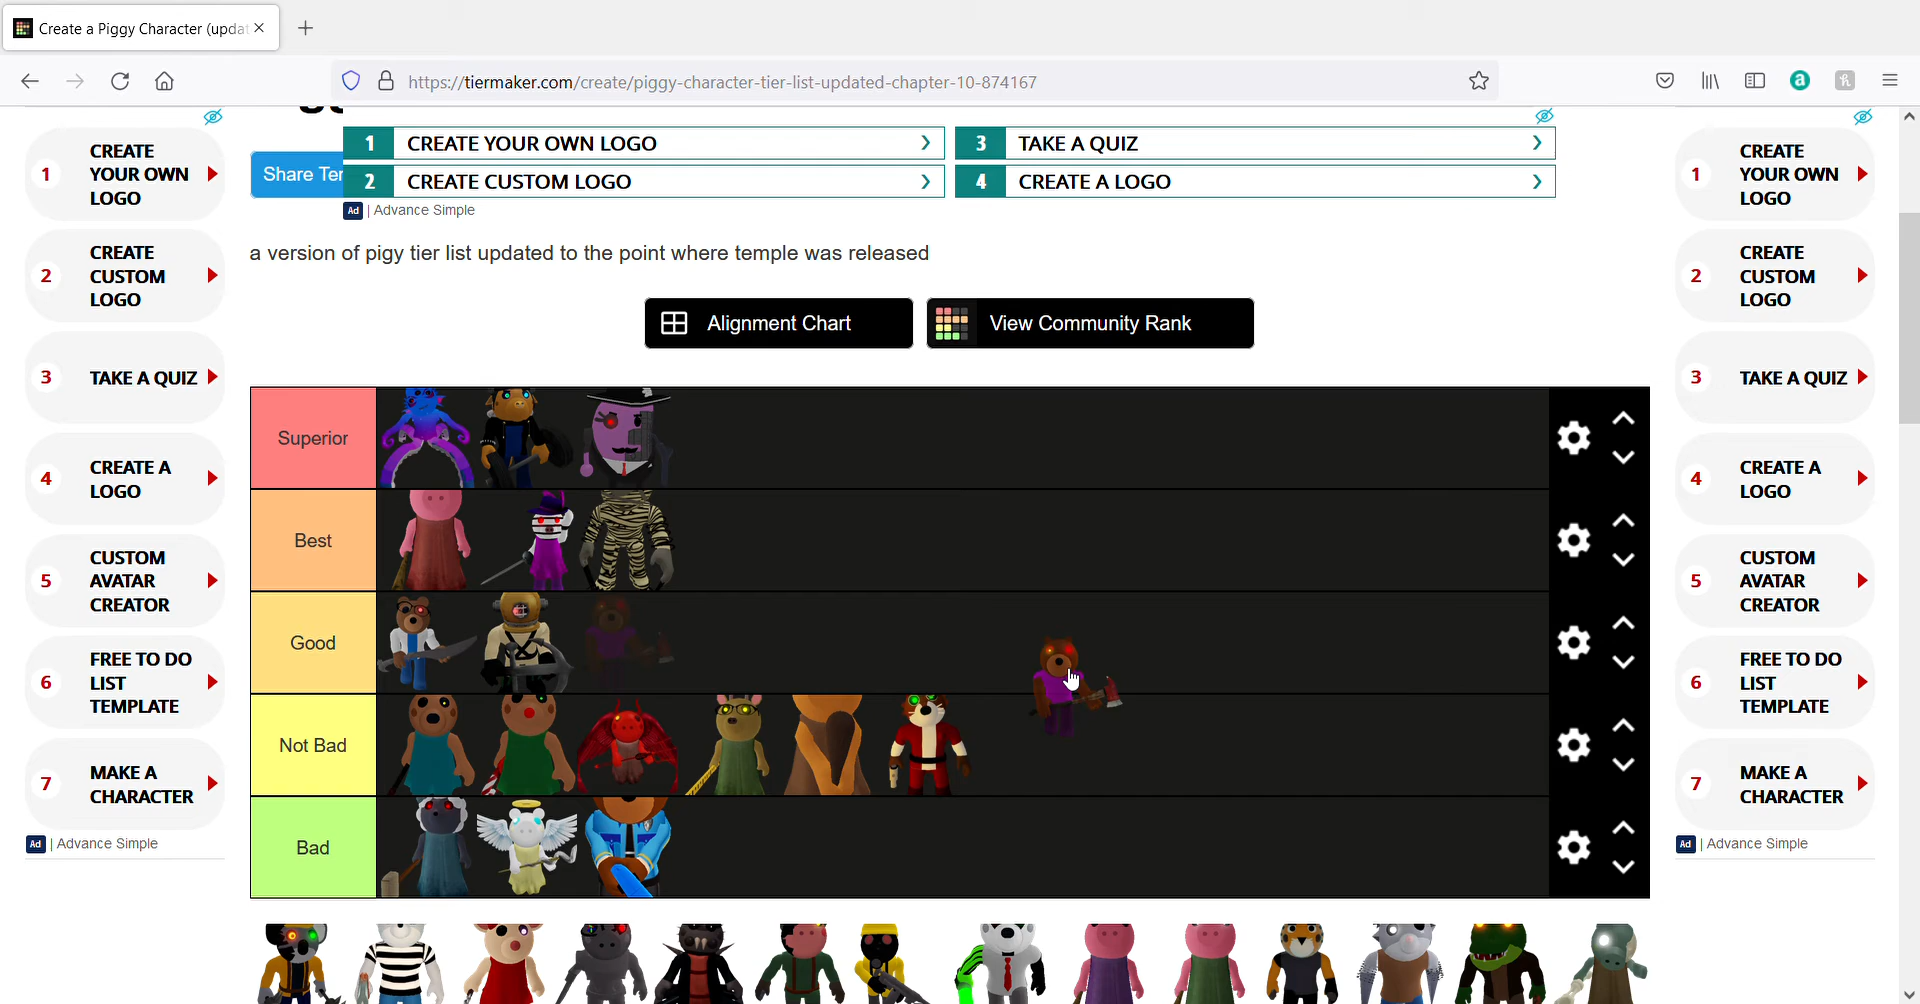 Create a Piggy Character (updat
https://tiermaker.com/create/piggy-character-tier-list-updated-chapter-10-874167
1 CREATE YOUR OWN LOGO
2 CREATE CUSTOM LOGO
3 TAKE A QUIZ
4 CREATE A LOGO
5 CUSTOM AVATAR CREATOR
6 FREE TO DO LIST TEMPLATE
7 MAKE A CHARACTER
Ad | Advance Simple
Share Ter
1 CREATE YOUR OWN LOGO
3 TAKE A QUIZ
2 CREATE CUSTOM LOGO
4 CREATE A LOGO
Ad | Advance Simple
a version of pigy tier list updated to the point where temple was released
Alignment Chart
View Community Rank
Superior
Best
Good
Not Bad
Bad
1 CREATE YOUR OWN LOGO
2 CREATE CUSTOM LOGO
3 TAKE A QUIZ
4 CREATE A LOGO
5 CUSTOM AVATAR CREATOR
6 FREE TO DO LIST TEMPLATE
7 MAKE A CHARACTER
Ad | Advance Simple